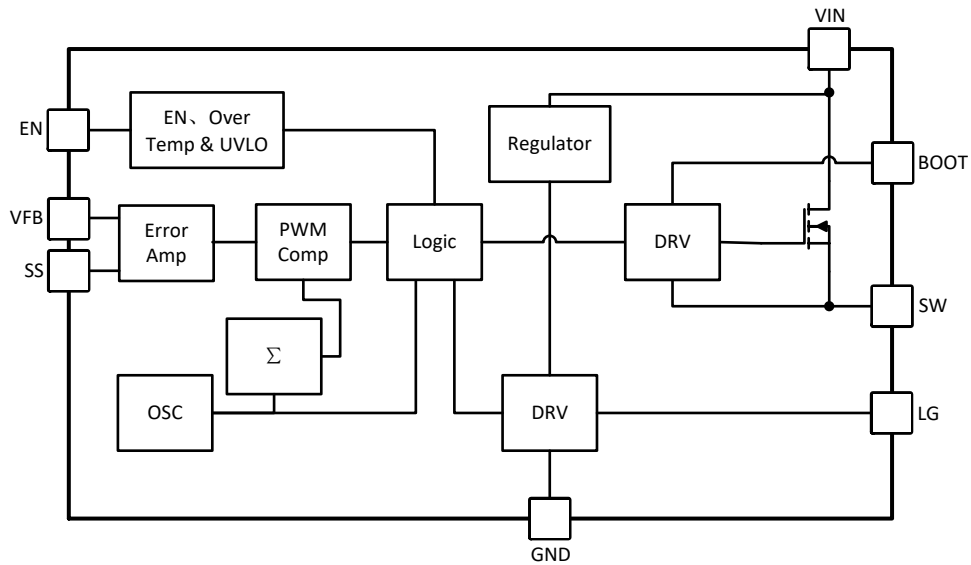 VIN
EN
EN、Over
Temp & UVLO
Regulator
BOOT
VFB
SS
Error
Amp
PWM
Comp
Logic
DRV
SW
Σ
OSC
DRV
LG
GND